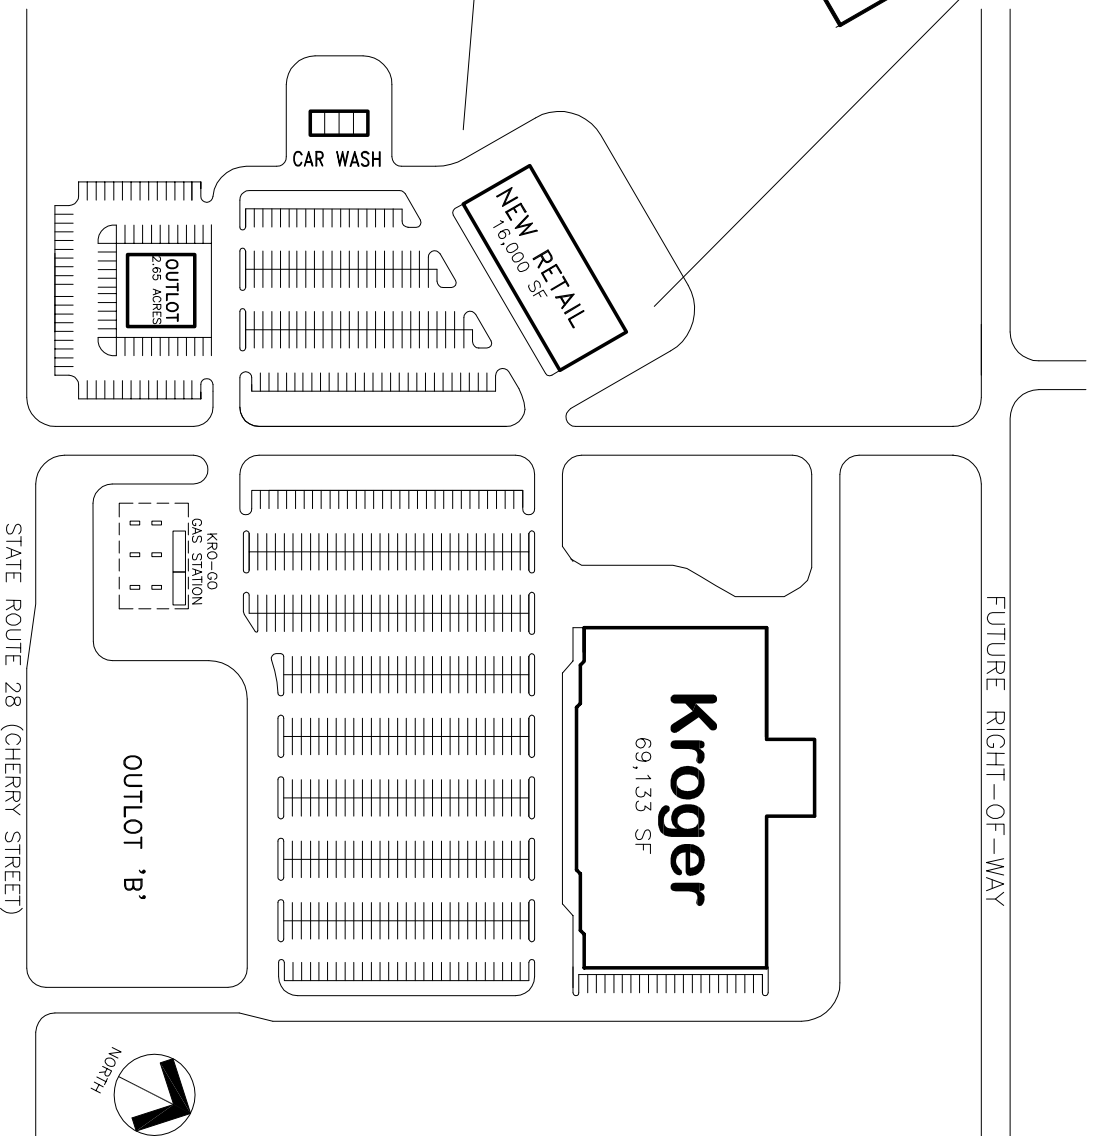 CAR WASH
NEW RETAIL
16,000 SF
OUTLOT
2.65 ACRES
KRO-GO
GAS STATION
STATE ROUTE 28 (CHERRY STREET)
FUTURE RIGHT-OF-WAY
Kroger
69,133 SF
OUTLOT 'B'
NORTH